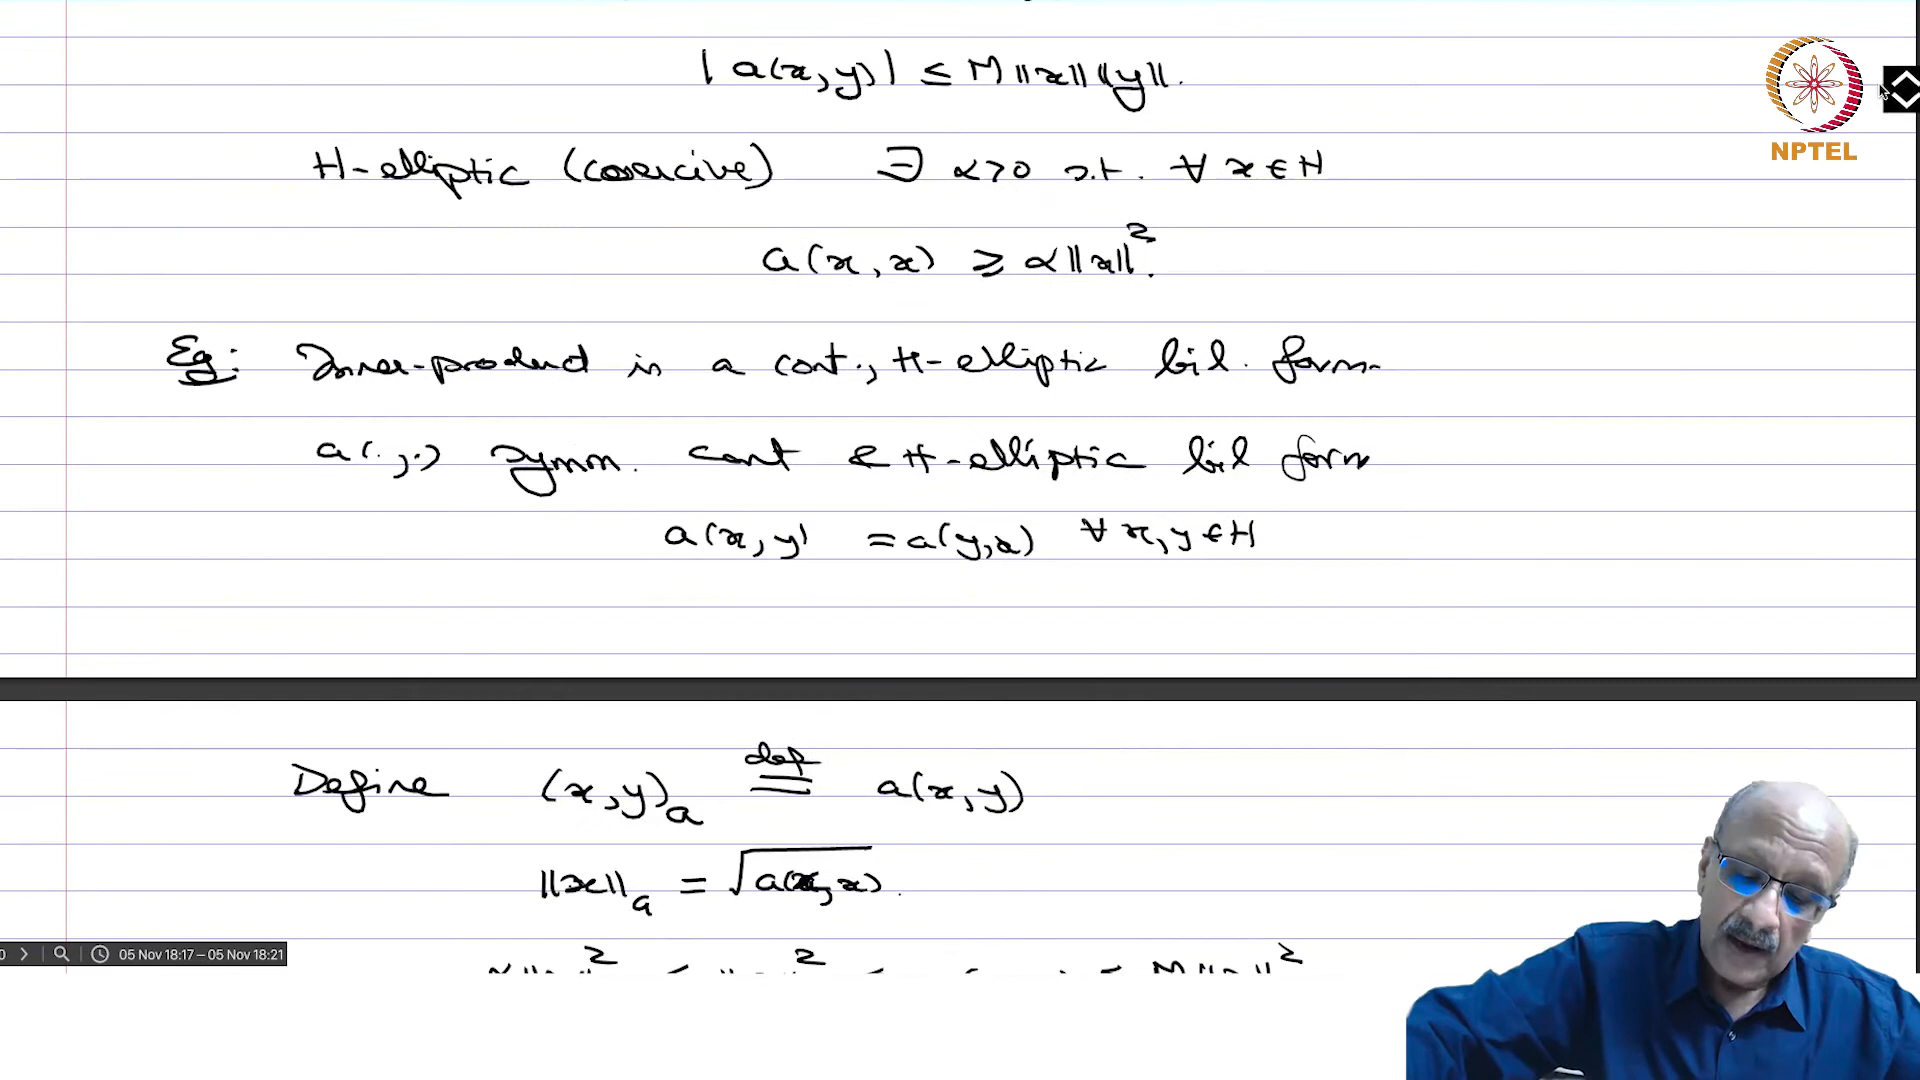 | a(x,y) | ≤ M ||x|| ||y||.
NPTEL
H-elliptic (coercive) ∃ α>0 s.t. ∀ x ∈ H
a(x,x) ≥ α||x||².
Eg: Inner-product is a cont., H-elliptic bil. form.
a(.,.) symm. cont & H-elliptic bil form
a(x,y) = a(y,x) ∀ x,y ∈ H
Define (x,y)ₐ def= a(x,y)
||x||ₐ = √a(x,x).
05 Nov 18:17 – 05 Nov 18:21